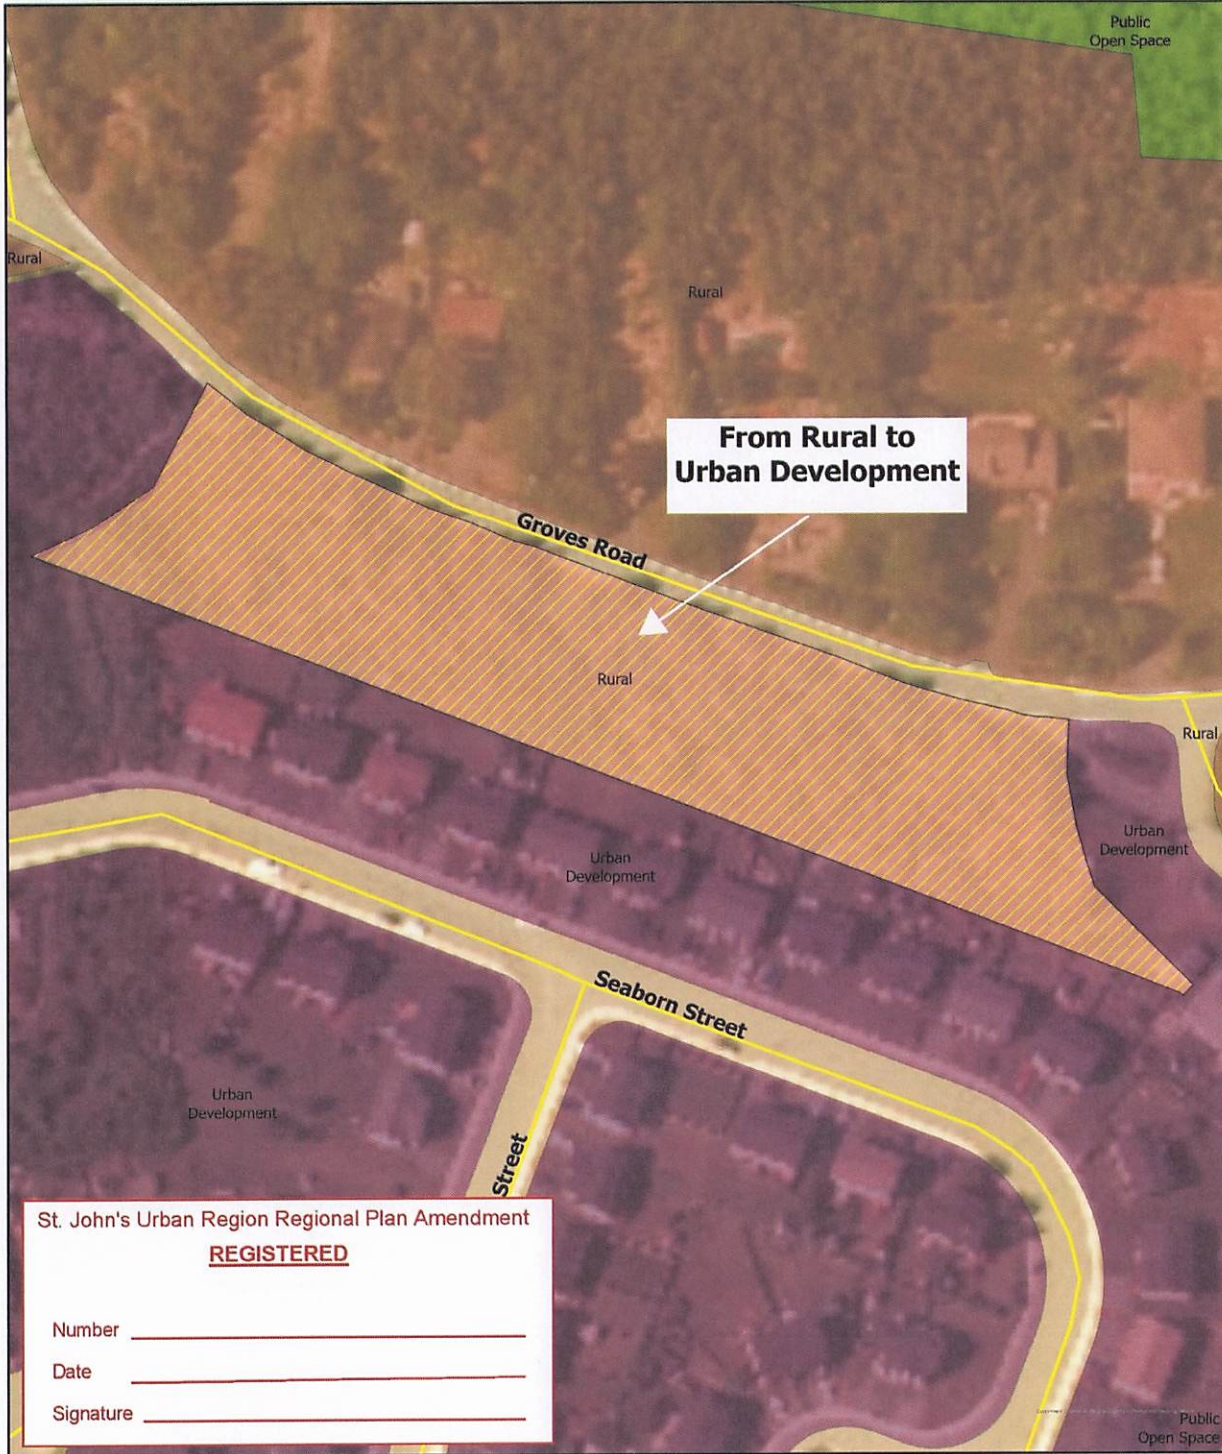 Public
Open Space
Rural
Rural
From Rural to
Urban Development
Groves Road
Rural
Rural
Urban
Development
Urban
Development
Seaborn Street
Urban
Development
Street
St. John's Urban Region Regional Plan Amendment
REGISTERED
Number
Date
Signature
Public
Open Space